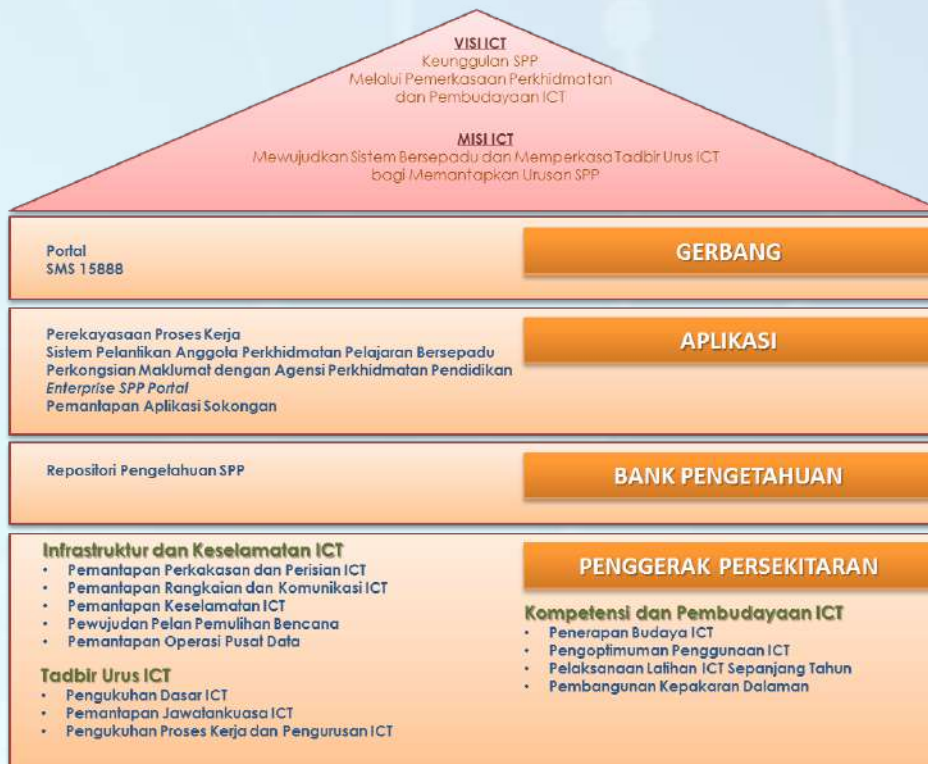 VISI ICT
Keunggulan SPP
Melalui Pemerkasaan Perkhidmatan
dan Pembudayaan ICT
MISI ICT
Mewujudkan Sistem Bersepadu dan Memperkasa Tadbir Urus ICT
bagi Memantapkan Urusan SPP
Portal
SMS 15888
GERBANG
Perekayasaan Proses Kerja
Sistem Pelantikan Anggota Perkhidmatan Pelajaran Bersepadu
Perkongsian Maklumat dengan Agensi Perkhidmatan Pendidikan
Enterprise SPP Portal
Pemantapan Aplikasi Sokongan
APLIKASI
Repositori Pengetahuan SPP
BANK PENGETAHUAN
Infrastruktur dan Keselamatan ICT
• Pemantapan Perkakasan dan Perisian ICT
• Pemantapan Rangkaian dan Komunikasi ICT
• Pemantapan Keselamatan ICT
• Pewujudan Pelan Pemulihan Bencana
• Pemantapan Operasi Pusat Data
Tadbir Urus ICT
• Pengukuhan Dasar ICT
• Pemantapan Jawatankuasa ICT
• Pengukuhan Proses Kerja dan Pengurusan ICT
PENGGERAK PERSEKITARAN
Kompetensi dan Pembudayaan ICT
• Penerapan Budaya ICT
• Pengoptimuman Penggunaan ICT
• Pelaksanaan Latihan ICT Sepanjang Tahun
• Pembangunan Kepakaran Dalaman